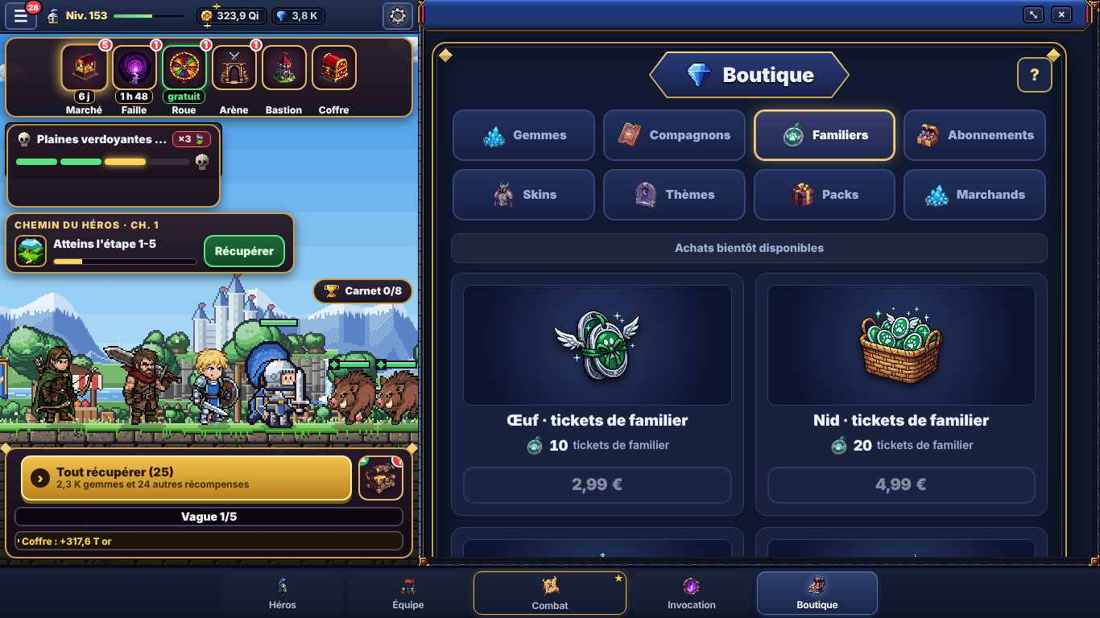 28
Niv. 153
323,9 Qi
3,8 K
5
1
1
1
6 j
1 h 48
gratuit
Marché
Faille
Roue
Arène
Bastion
Coffre
Plaines verdoyantes ...
×3
CHEMIN DU HÉROS · CH. 1
Atteins l'étape 1-5
Récupérer
Carnet 0/8
Tout récupérer (25)
2,3 K gemmes et 24 autres récompenses
Vague 1/5
Coffre : +317,6 T or
Boutique
?
Gemmes
Compagnons
Familiers
Abonnements
Skins
Thèmes
Packs
Marchands
Achats bientôt disponibles
Œuf · tickets de familier
10 tickets de familier
2,99 €
Nid · tickets de familier
20 tickets de familier
4,99 €
Héros
Équipe
Combat
Invocation
Boutique